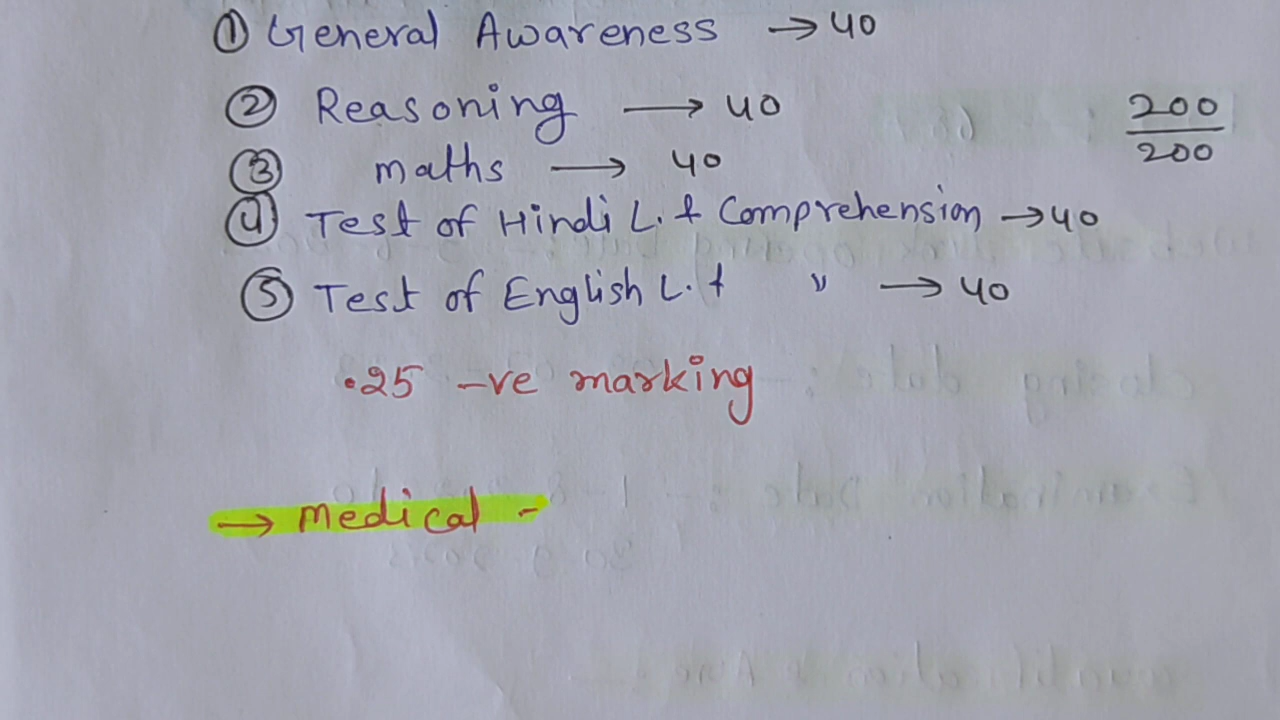 ① General Awareness → 40
② Reasoning → 40
200
200
③ maths → 40
④ Test of Hindi L. & Comprehension → 40
⑤ Test of English L. & " → 40
.25 -ve marking
→ Medical -